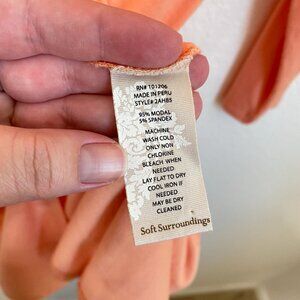 RN# 101206
MADE IN PERU
STYLE# 2AH85
95% MODAL
5% SPANDEX
MACHINE
WASH COLD
ONLY NON
CHLORINE
BLEACH WHEN
NEEDED
LAY FLAT TO DRY
COOL IRON IF
NEEDED
MAY BE DRY
CLEANED
Soft Surroundings